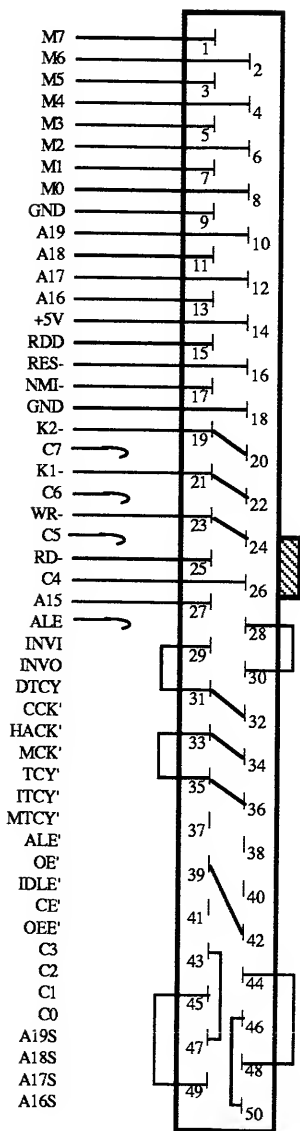 M7 1
M6 2
M5 3
M4 4
M3 5
M2 6
M1 7
M0 8
GND 9
A19 10
A18 11
A17 12
A16 13
+5V 14
RDD 15
RES- 16
NMI- 17
GND 18
K2- 19
C7 20
K1- 21
C6 22
WR- 23
C5 24
RD- 25
C4 26
A15 27
ALE 28
INVI 29
INVO 30
DTCY 31
CCK' 32
HACK' 33
MCK' 34
TCY' 35
ITCY' 36
MTCY' 37
ALE' 38
OE' 39
IDLE' 40
CE' 41
OEE' 42
C3 43
C2 44
C1 45
C0 46
A19S 47
A18S 48
A17S 49
A16S 50